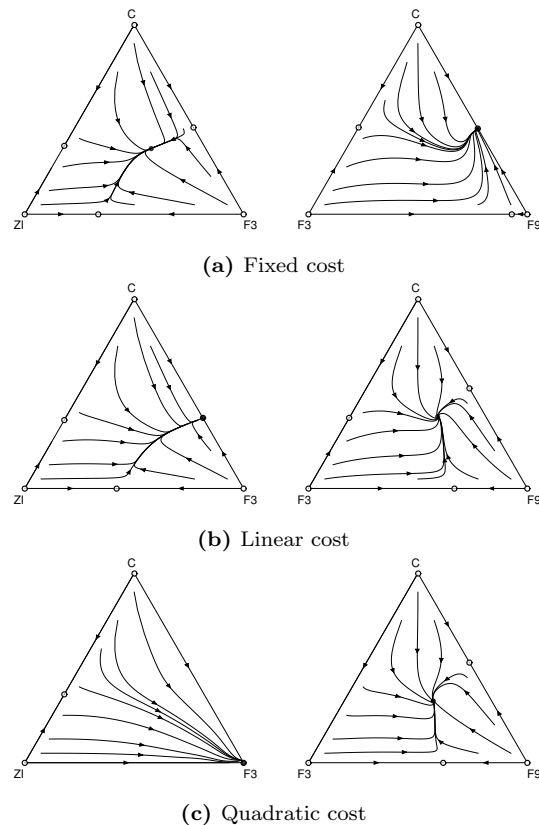 C C
ZI F3 F3 F9
(a) Fixed cost
C C
ZI F3 F3 F9
(b) Linear cost
C C
ZI F3 F3 F9
(c) Quadratic cost